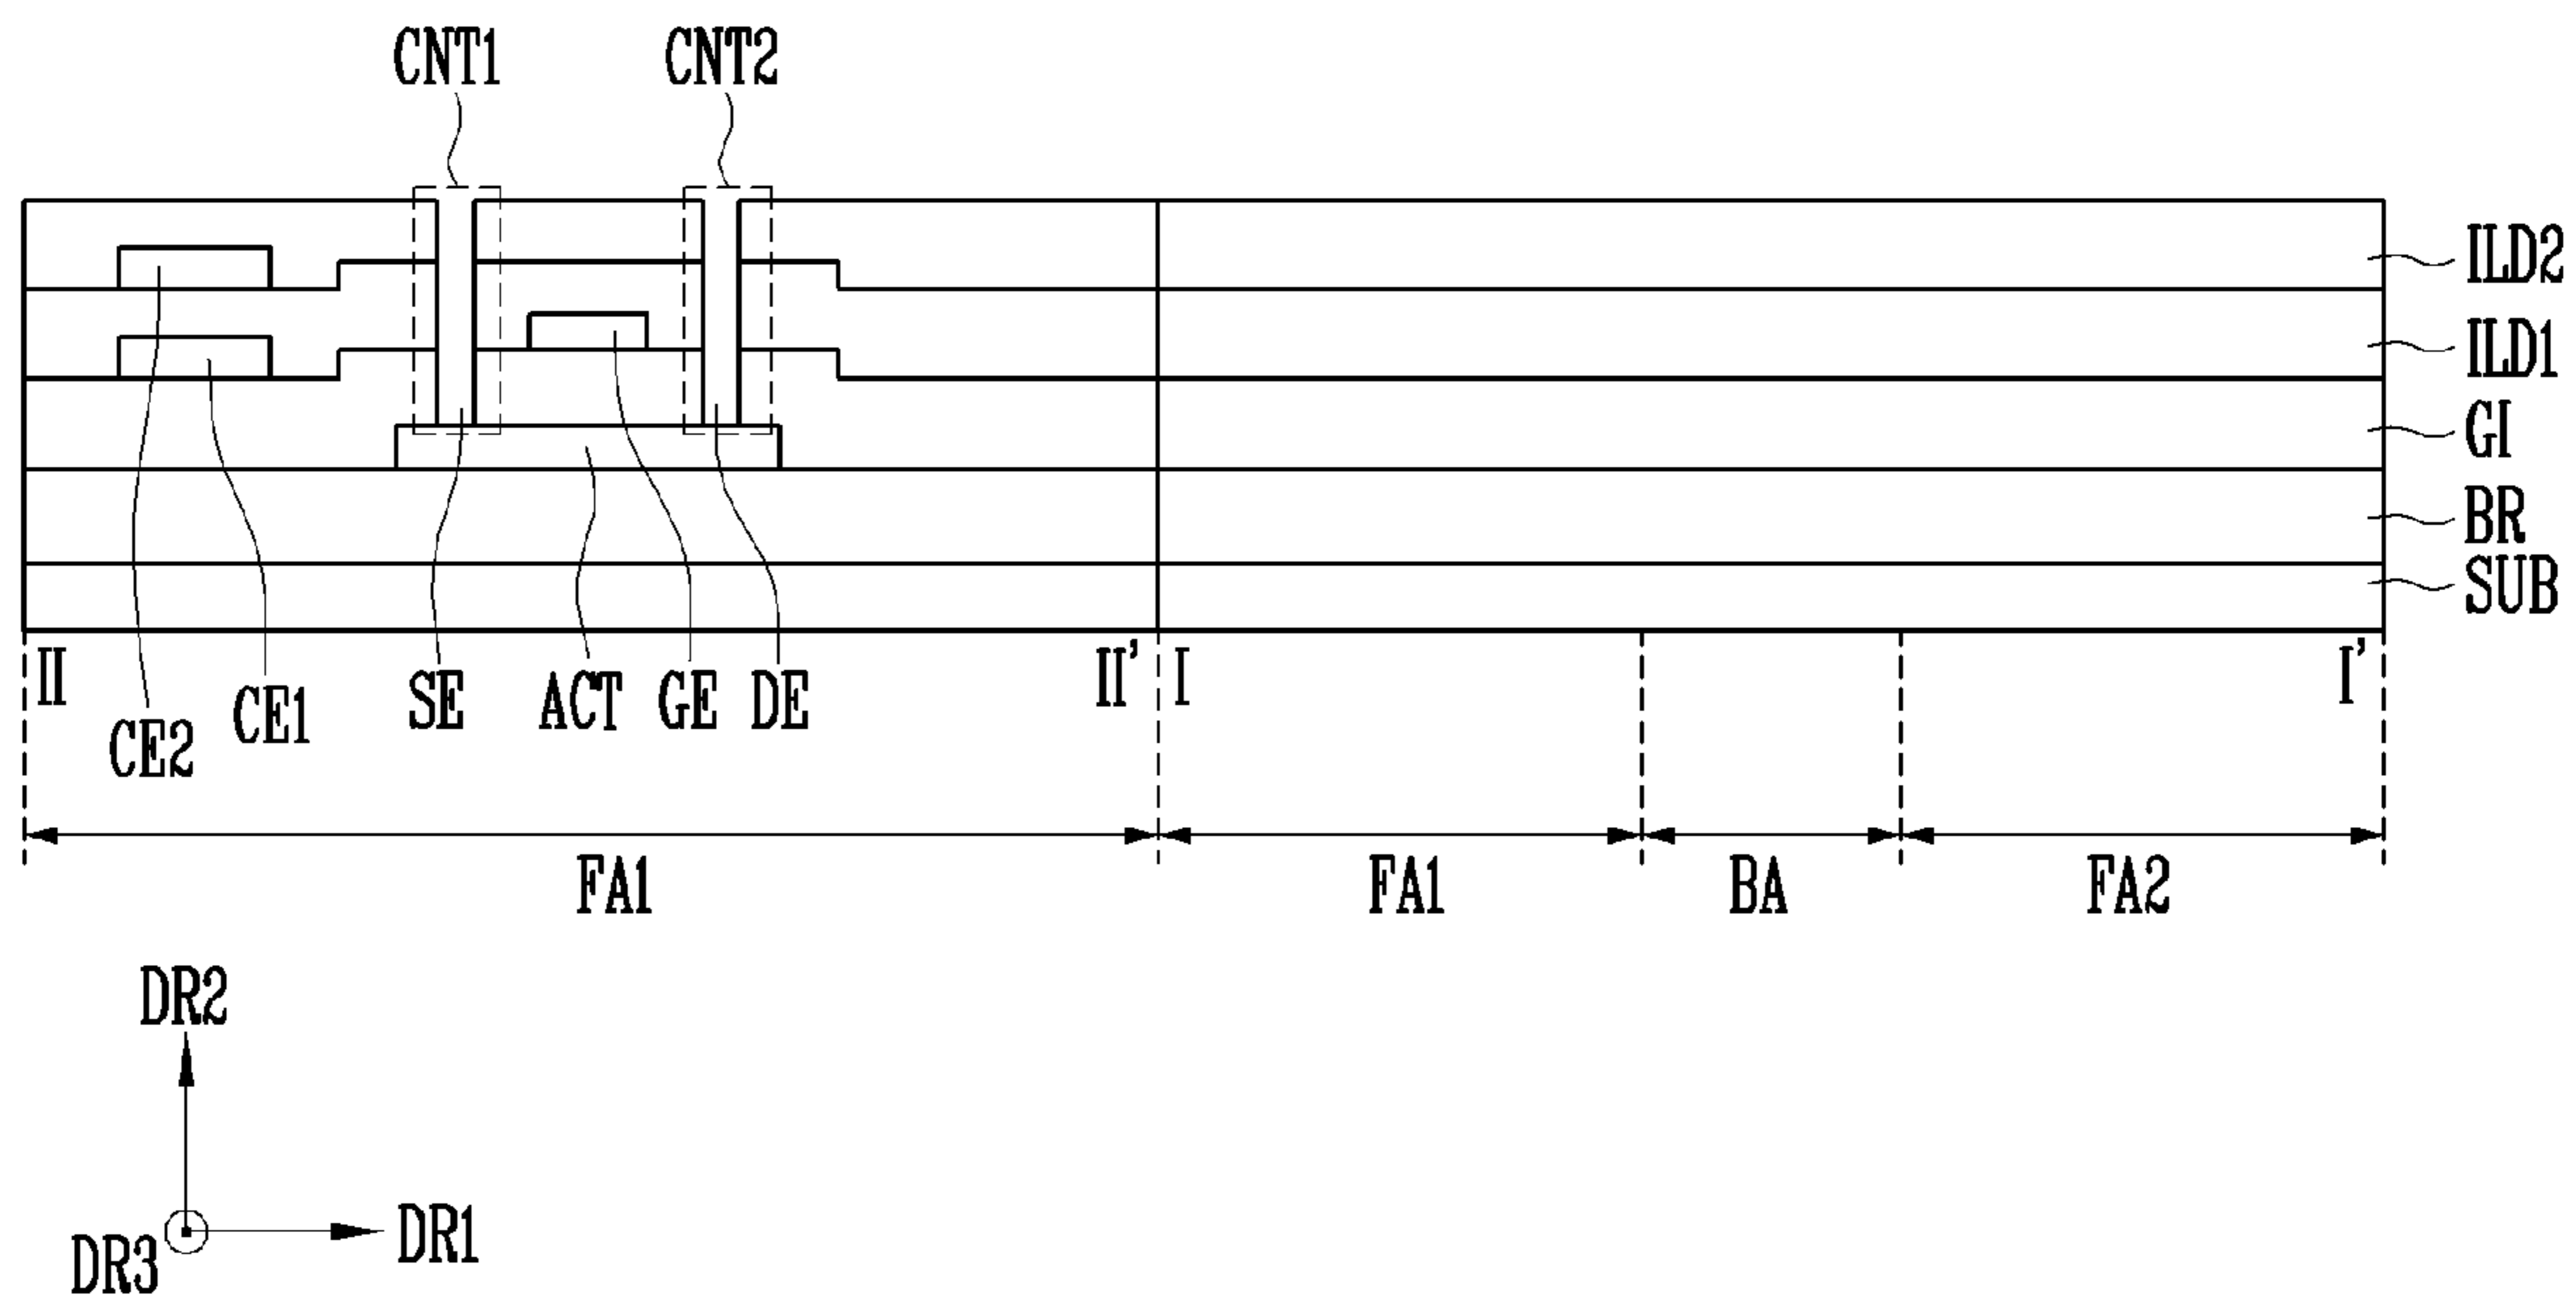 CNT1 CNT2
ILD2
ILD1
GI
BR
SUB
II II' I I'
CE2 CE1 SE ACT GE DE
FA1 FA1 BA FA2
DR2
DR3 DR1